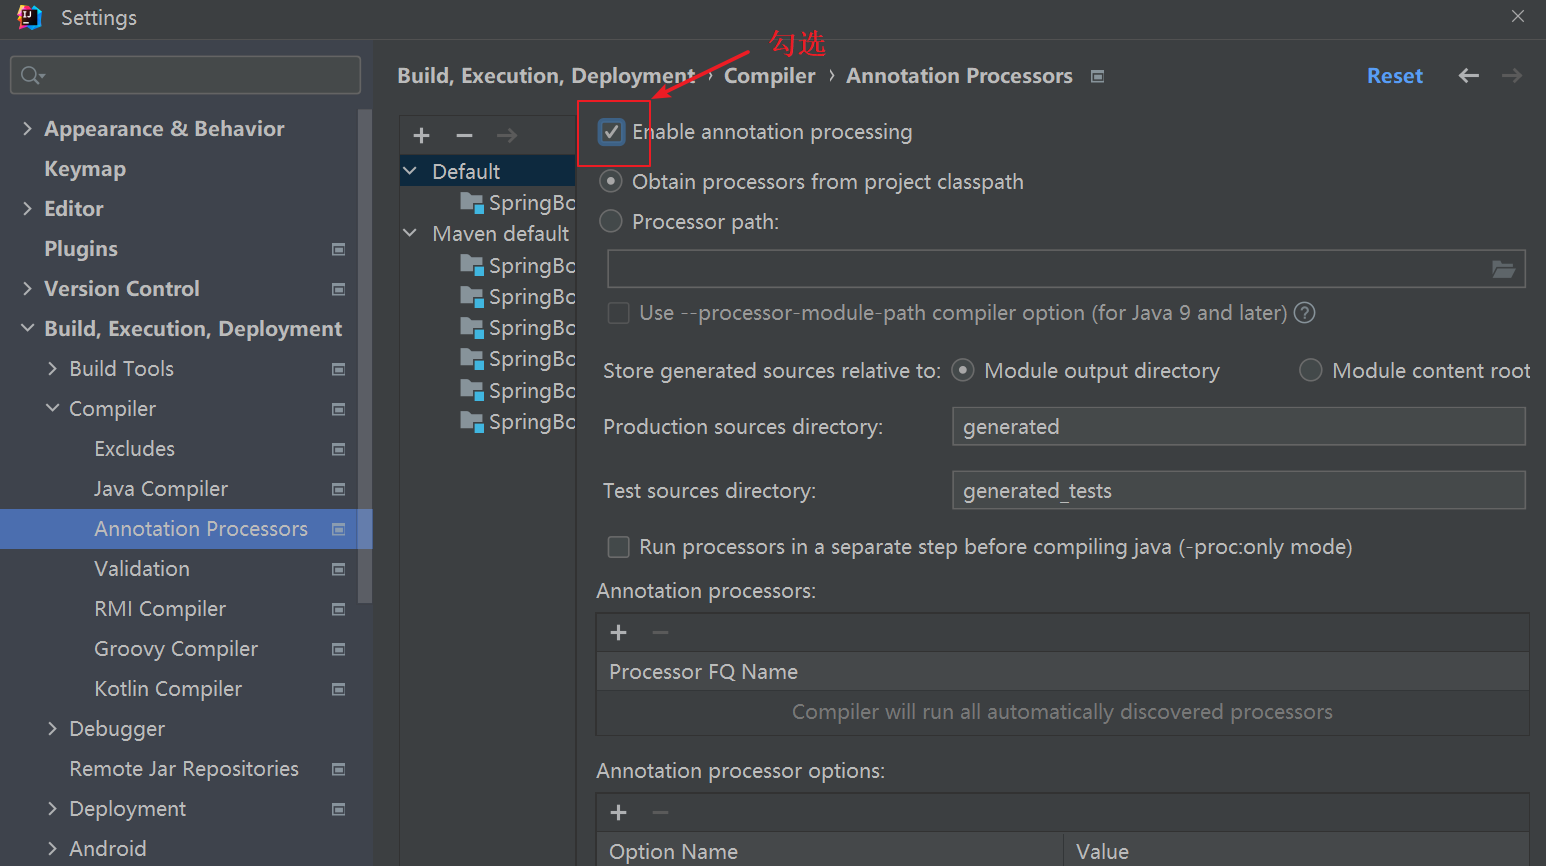 Settings
勾选
Build, Execution, Deployment › Compiler › Annotation Processors
Reset
Appearance & Behavior
Keymap
Editor
Plugins
Version Control
Build, Execution, Deployment
Build Tools
Compiler
Excludes
Java Compiler
Annotation Processors
Validation
RMI Compiler
Groovy Compiler
Kotlin Compiler
Debugger
Remote Jar Repositories
Deployment
Android
Default
SpringBo
Maven default
SpringBo
SpringBo
SpringBo
SpringBo
SpringBo
SpringBo
Enable annotation processing
Obtain processors from project classpath
Processor path:
Use --processor-module-path compiler option (for Java 9 and later) ?
Store generated sources relative to: Module output directory Module content root
Production sources directory: generated
Test sources directory: generated_tests
Run processors in a separate step before compiling java (-proc:only mode)
Annotation processors:
Processor FQ Name
Compiler will run all automatically discovered processors
Annotation processor options:
Option Name Value